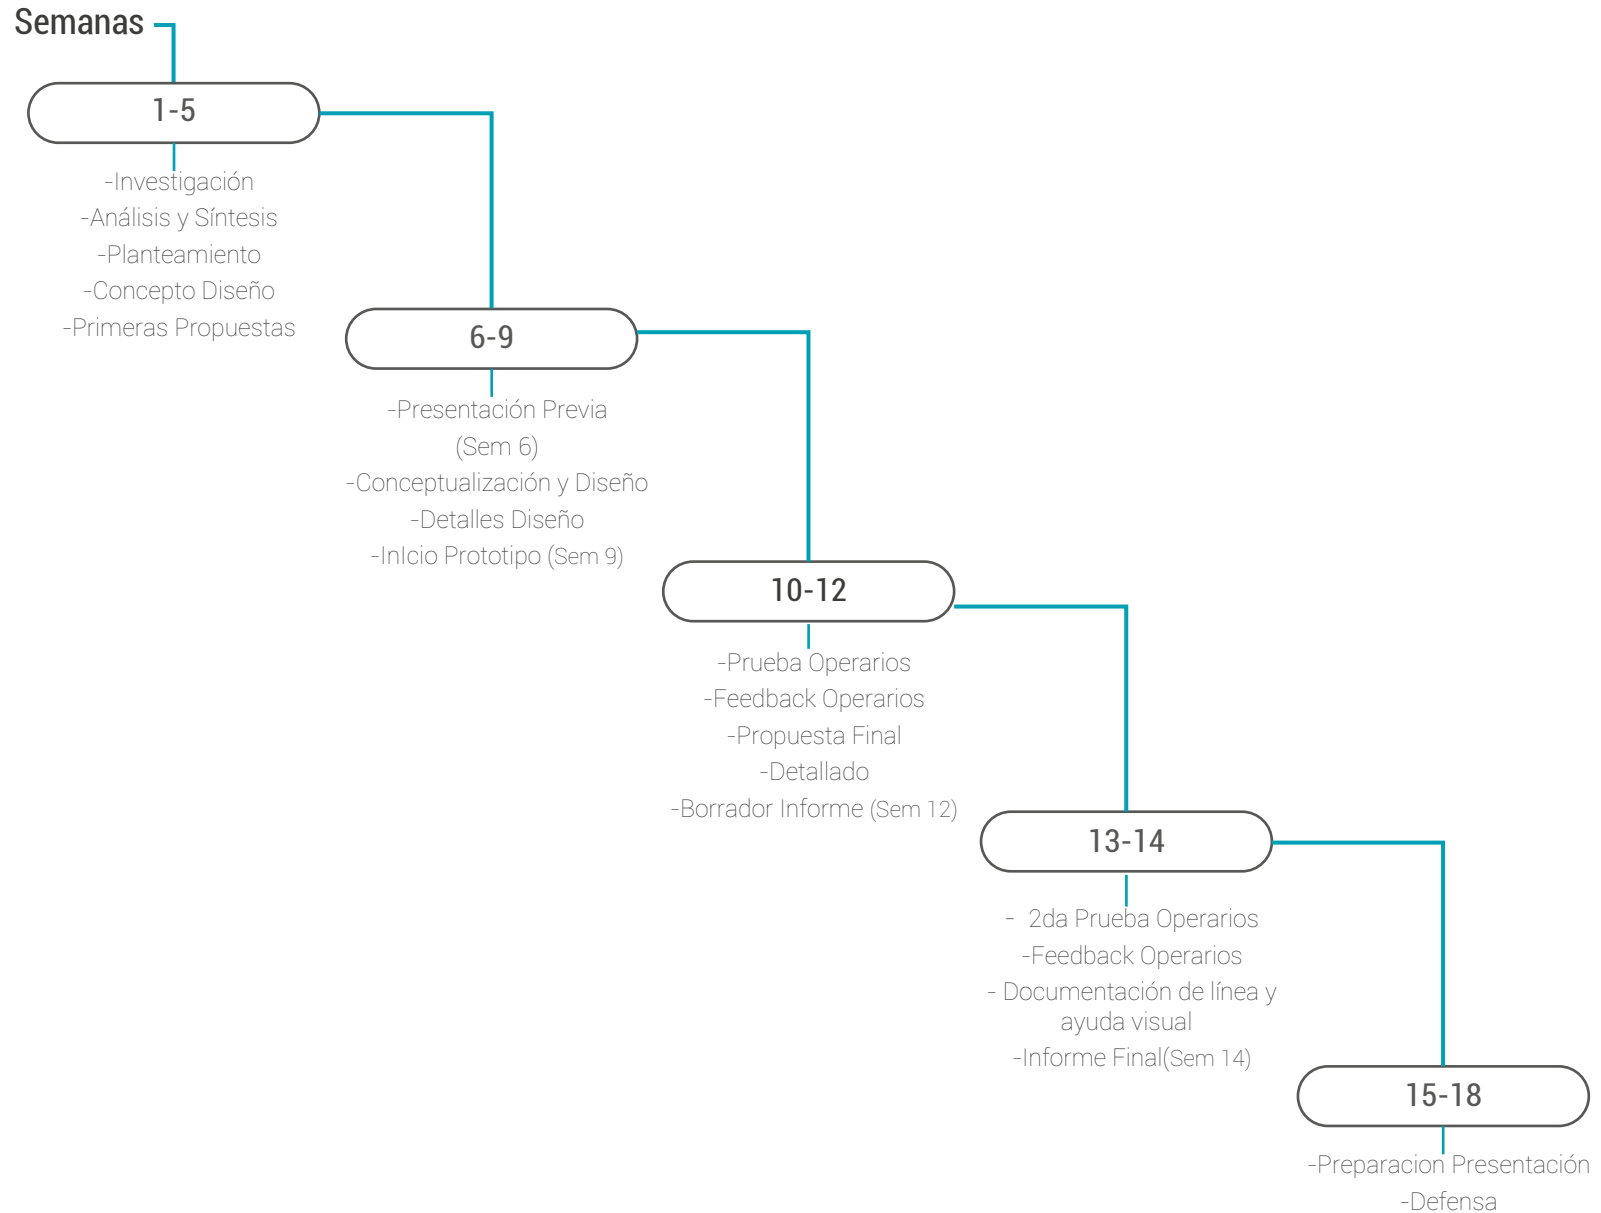 Semanas
1-5
-Investigación
-Análisis y Síntesis
-Planteamiento
-Concepto Diseño
-Primeras Propuestas
6-9
-Presentación Previa
(Sem 6)
-Conceptualización y Diseño
-Detalles Diseño
-InIcio Prototipo (Sem 9)
10-12
-Prueba Operarios
-Feedback Operarios
-Propuesta Final
-Detallado
-Borrador Informe (Sem 12)
13-14
- 2da Prueba Operarios
-Feedback Operarios
- Documentación de línea y
ayuda visual
-Informe Final(Sem 14)
15-18
-Preparacion Presentación
-Defensa